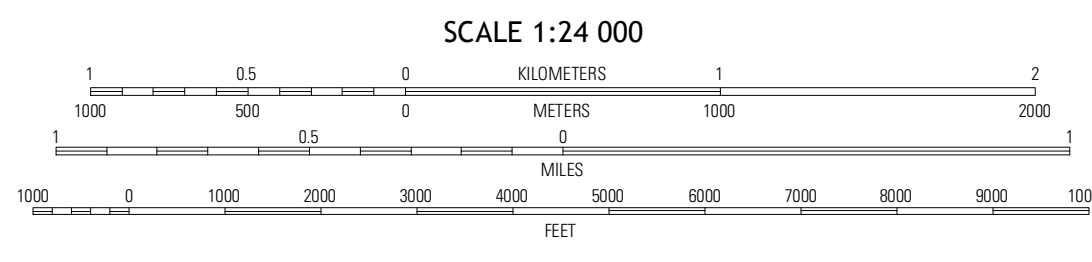 SCALE 1:24 000
1 0.5 0 KILOMETERS 1 2
1000 500 0 METERS 1000 2000
1 0.5 0 1
MILES
1000 0 1000 2000 3000 4000 5000 6000 7000 8000 9000 100
FEET